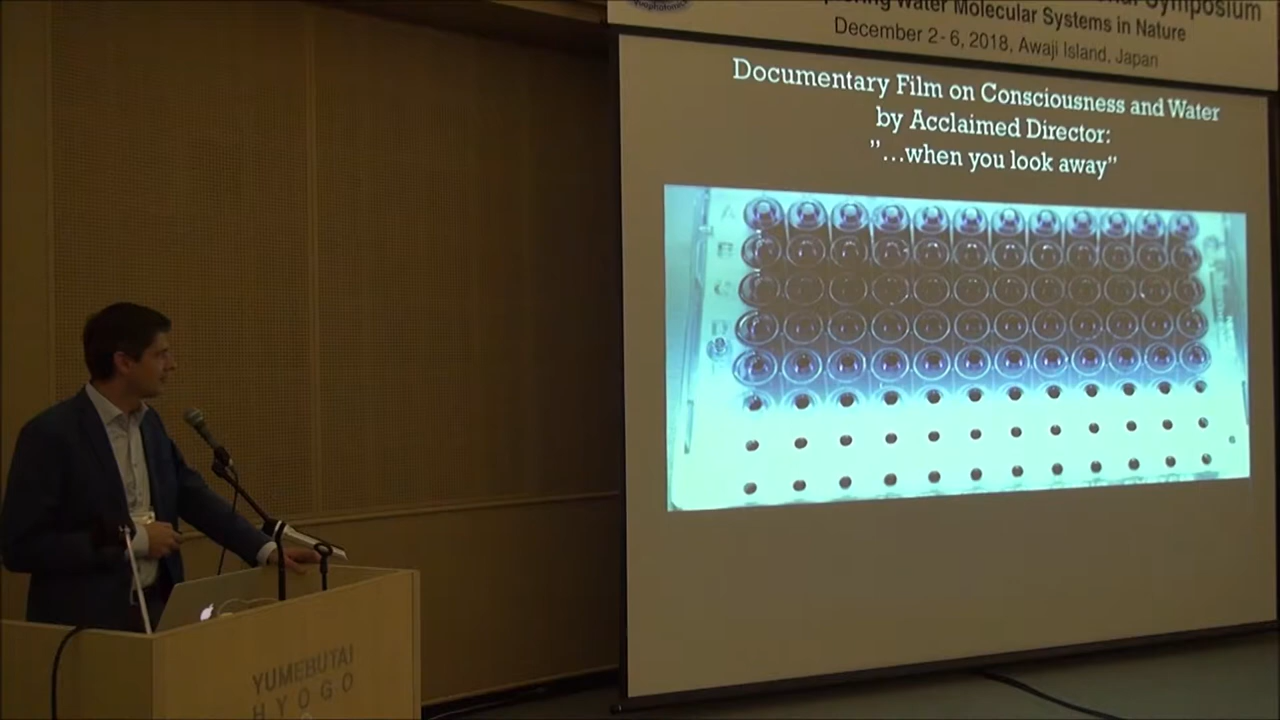 Symposium
Water Molecular Systems in Nature
December 2-6, 2018, Awaji Island, Japan
Documentary Film on Consciousness and Water
by Acclaimed Director:
"...when you look away"
A
B
C
D
YUMEBUTAI
HYOGO